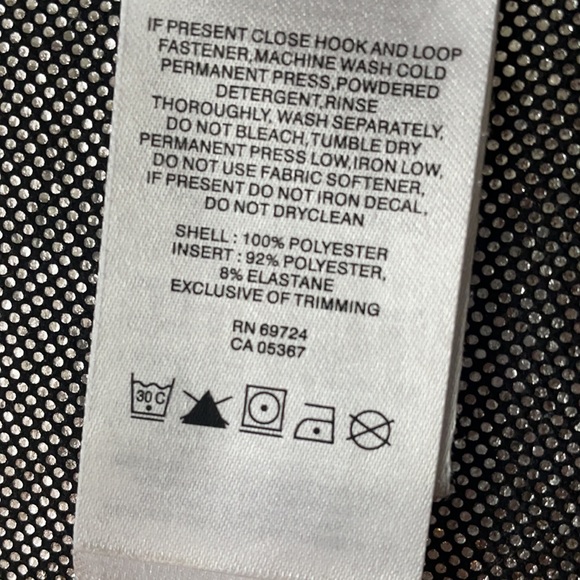 IF PRESENT CLOSE HOOK AND LOOP
FASTENER,MACHINE WASH COLD
PERMANENT PRESS,POWDERED
DETERGENT,RINSE
THOROUGHLY, WASH SEPARATELY,
DO NOT BLEACH,TUMBLE DRY
PERMANENT PRESS LOW,IRON LOW,
DO NOT USE FABRIC SOFTENER,
IF PRESENT DO NOT IRON DECAL,
DO NOT DRYCLEAN
SHELL : 100% POLYESTER
INSERT : 92% POLYESTER,
8% ELASTANE
EXCLUSIVE OF TRIMMING
RN 69724
CA 05367
30 C